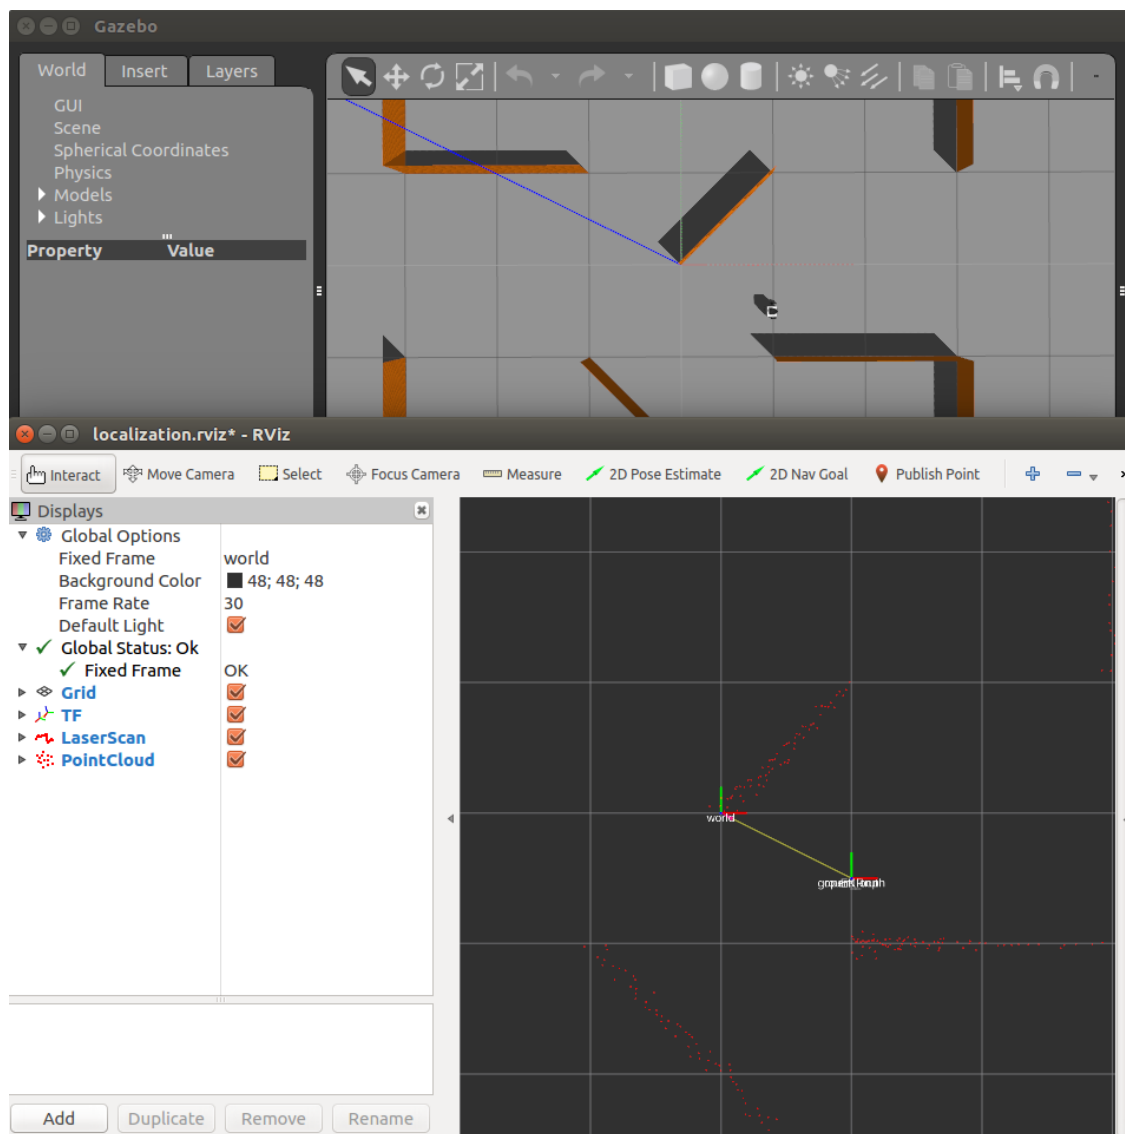 Gazebo
World Insert Layers
GUI
Scene
Spherical Coordinates
Physics
Models
Lights
Property Value
localization.rviz* - RViz
Interact Move Camera Select Focus Camera Measure 2D Pose Estimate 2D Nav Goal Publish Point
Displays
Global Options
Fixed Frame world
Background Color 48; 48; 48
Frame Rate 30
Default Light
Global Status: Ok
Fixed Frame OK
Grid
TF
LaserScan
PointCloud
world
Add Duplicate Remove Rename